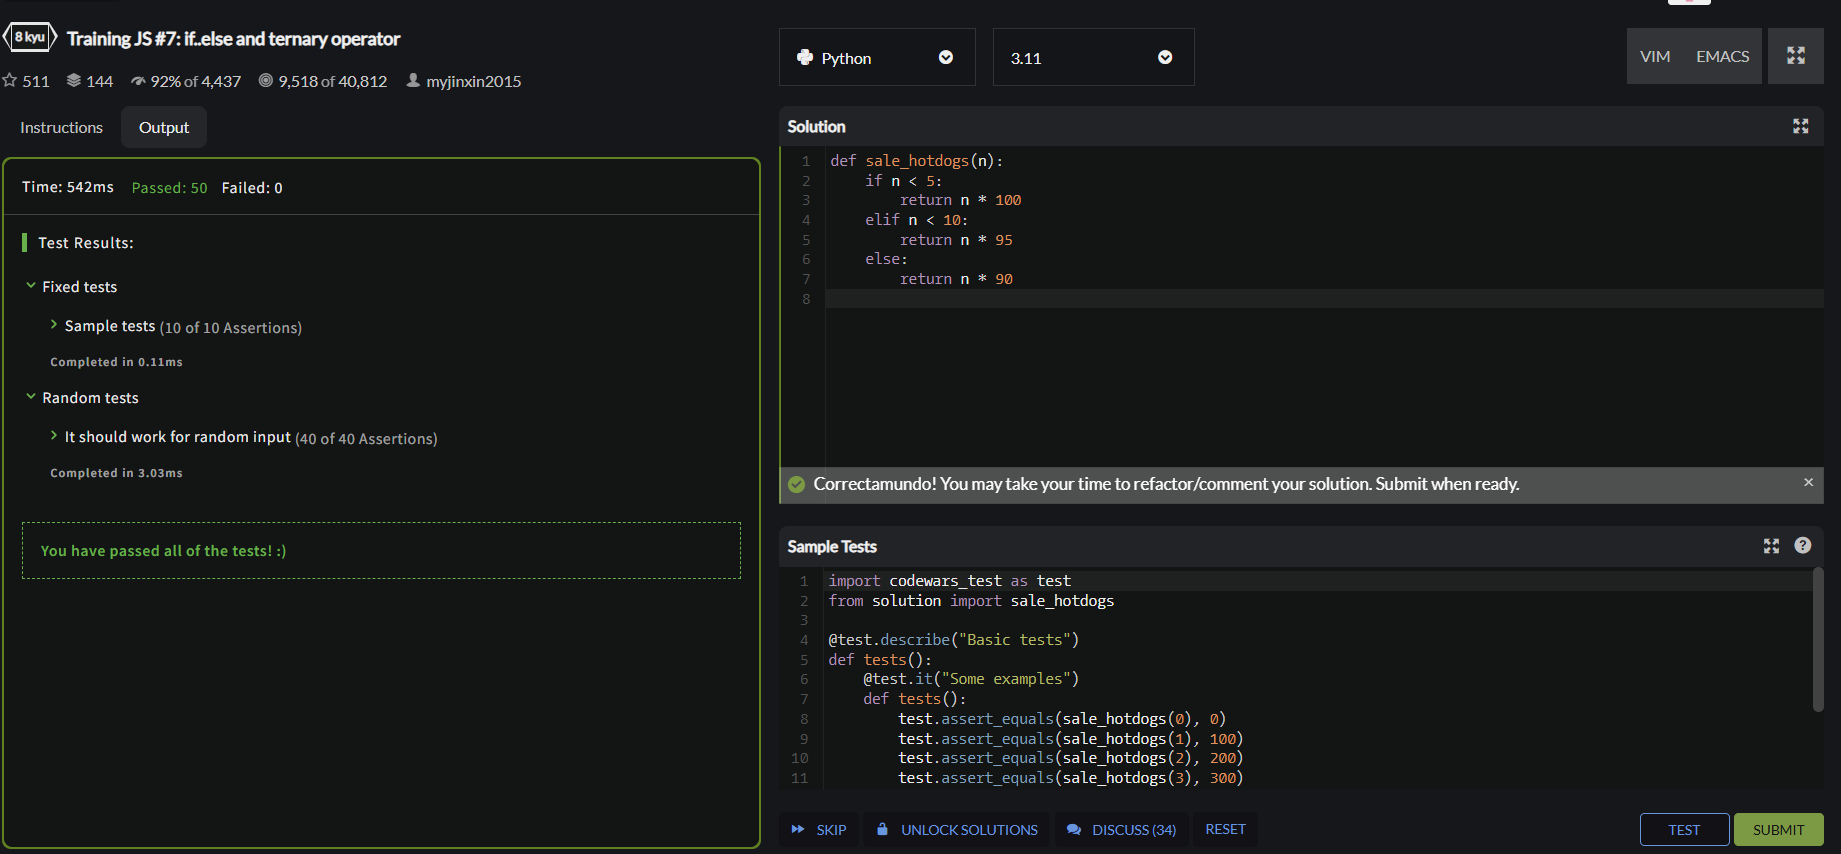 8 kyu Training JS #7: if..else and ternary operator
511 144 92% of 4,437 9,518 of 40,812 myjinxin2015
Instructions Output
Time: 542ms Passed: 50 Failed: 0
Test Results:
Fixed tests
Sample tests (10 of 10 Assertions)
Completed in 0.11ms
Random tests
It should work for random input (40 of 40 Assertions)
Completed in 3.03ms
You have passed all of the tests! :)
Python 3.11 VIM EMACS
Solution
1 def sale_hotdogs(n):
2     if n < 5:
3         return n * 100
4     elif n < 10:
5         return n * 95
6     else:
7         return n * 90
8
Correctamundo! You may take your time to refactor/comment your solution. Submit when ready. ×
Sample Tests ?
1 import codewars_test as test
2 from solution import sale_hotdogs
3
4 @test.describe("Basic tests")
5 def tests():
6     @test.it("Some examples")
7     def tests():
8         test.assert_equals(sale_hotdogs(0), 0)
9         test.assert_equals(sale_hotdogs(1), 100)
10         test.assert_equals(sale_hotdogs(2), 200)
11         test.assert_equals(sale_hotdogs(3), 300)
SKIP UNLOCK SOLUTIONS DISCUSS (34) RESET TEST SUBMIT